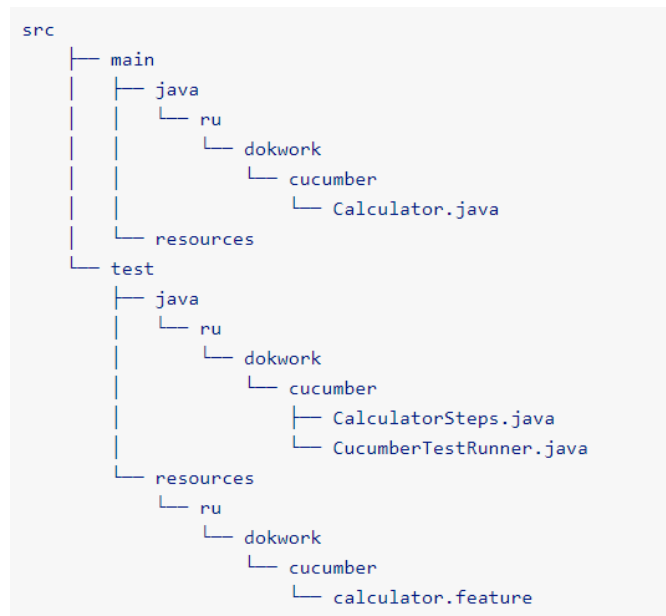 src
├── main
│   ├── java
│   │   └── ru
│   │       └── dokwork
│   │           └── cucumber
│   │               └── Calculator.java
│   └── resources
└── test
    ├── java
    │   └── ru
    │       └── dokwork
    │           └── cucumber
    │               ├── CalculatorSteps.java
    │               └── CucumberTestRunner.java
    └── resources
        └── ru
            └── dokwork
                └── cucumber
                    └── calculator.feature